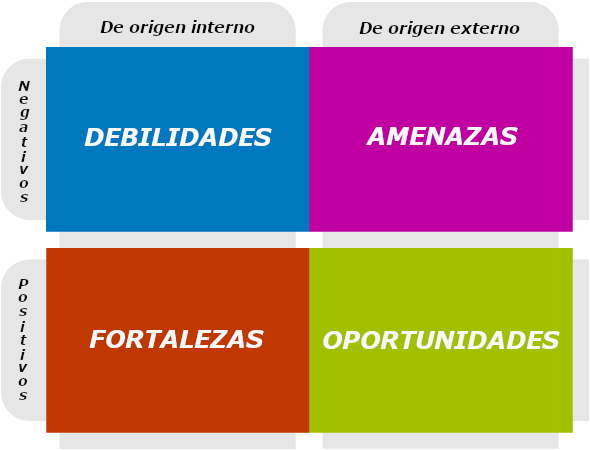 De origen interno
De origen externo
Negativos
DEBILIDADES
AMENAZAS
Positivos
FORTALEZAS
OPORTUNIDADES